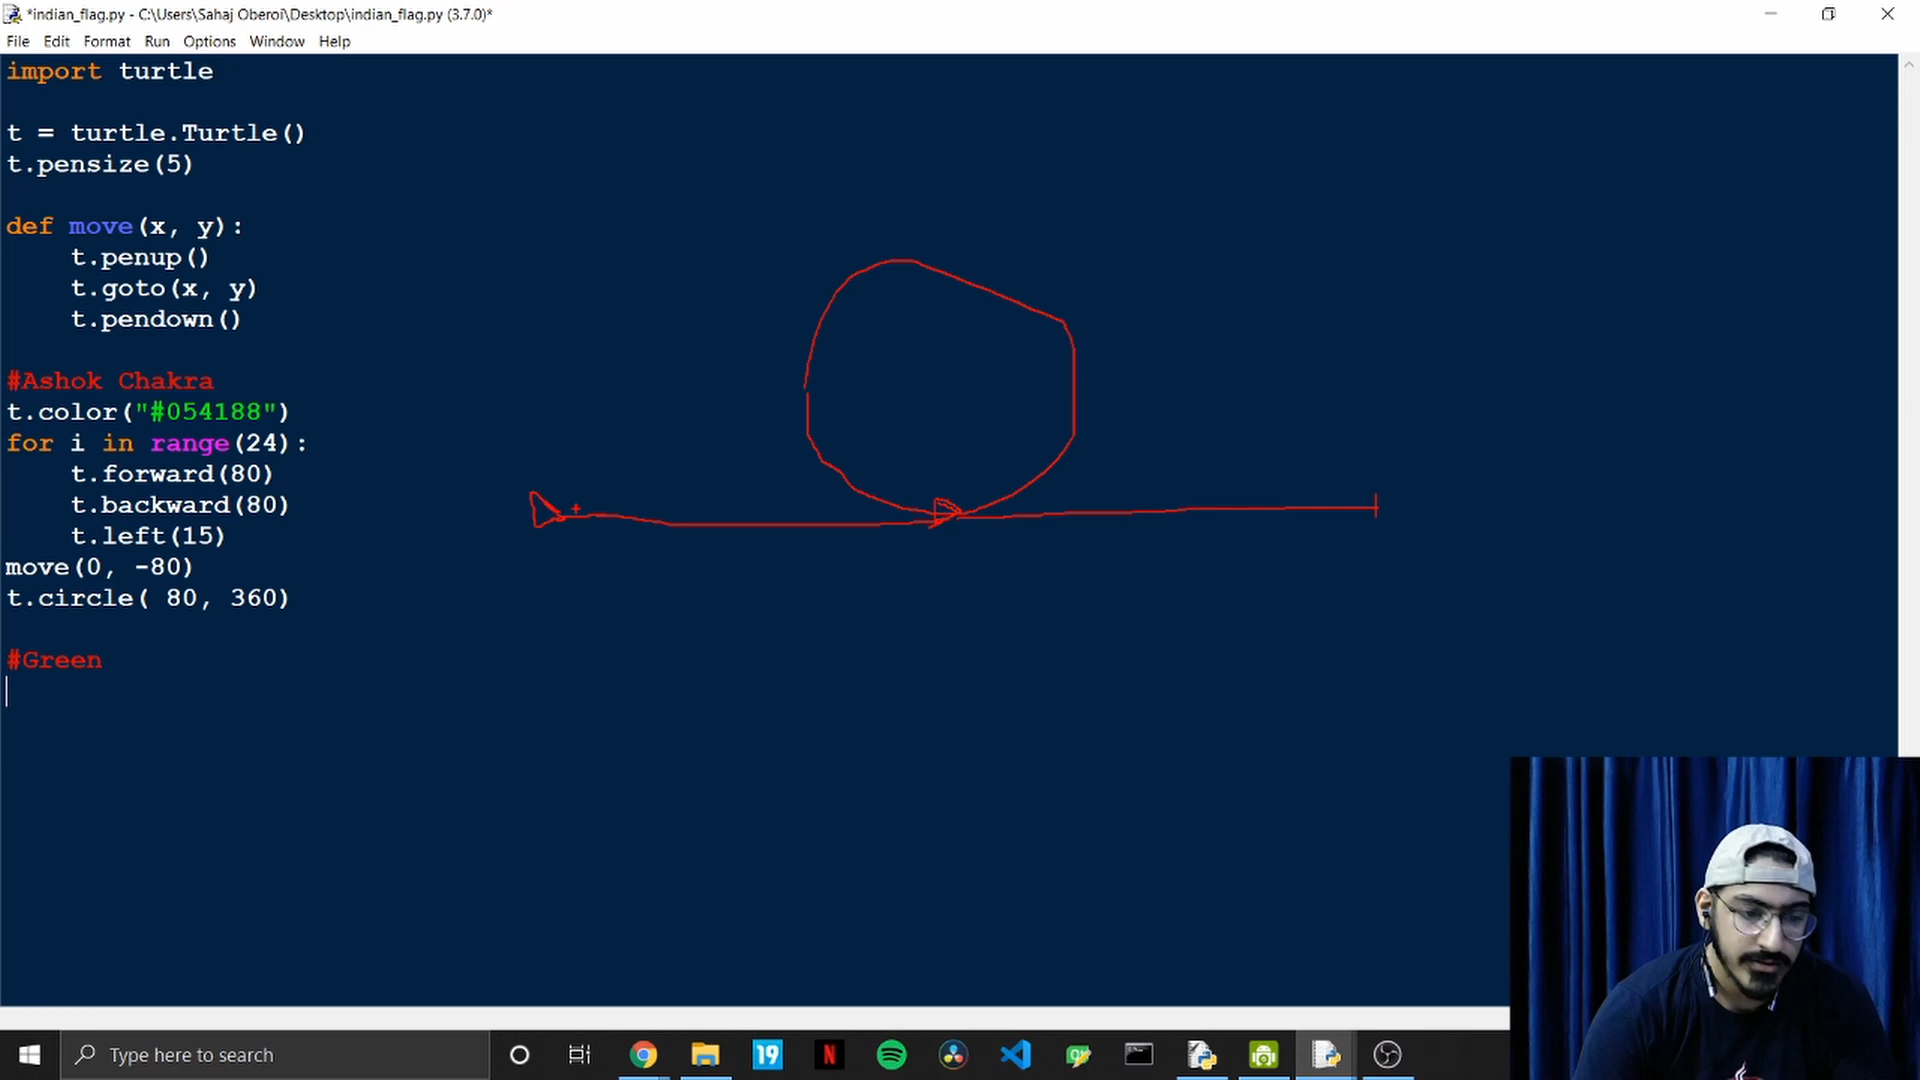 *indian_flag.py - C:\Users\Sahaj Oberoi\Desktop\indian_flag.py (3.7.0)*
File Edit Format Run Options Window Help
import turtle
t = turtle.Turtle()
t.pensize(5)
def move(x, y):
    t.penup()
    t.goto(x, y)
    t.pendown()
#Ashok Chakra
t.color("#054188")
for i in range(24):
    t.forward(80)
    t.backward(80)
    t.left(15)
move(0, -80)
t.circle( 80, 360)
#Green
Type here to search
19
N